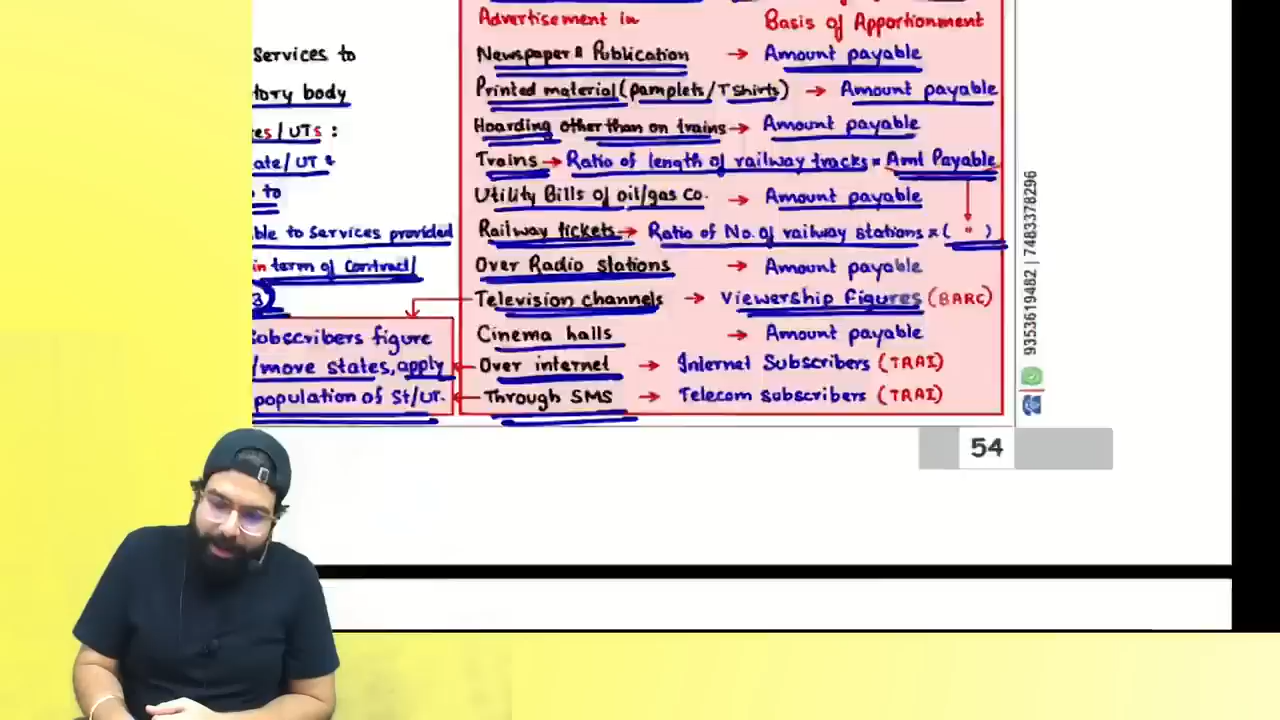 Services to
tory body
es/UTs :
ate/UT &
to
ble to Services provided
in term of Contract/
3)
Subscribers figure
/move states, apply
population of St/UT.
Advertisement in Basis of Apportionment
Newspaper & Publication → Amount payable
Printed material (pamplets/T Shirts) → Amount payable
Hoarding other than on trains → Amount payable
Trains → Ratio of length of railway tracks × Amt Payable
Utility Bills of oil/gas Co. → Amount payable
Railway tickets → Ratio of No. of railway stations × ( " )
Over Radio stations → Amount payable
Television channels → Viewership figures (BARC)
Cinema halls → Amount payable
Over internet → Internet Subscribers (TRAI)
Through SMS → Telecom subscribers (TRAI)
9353619482 | 7483378296
54